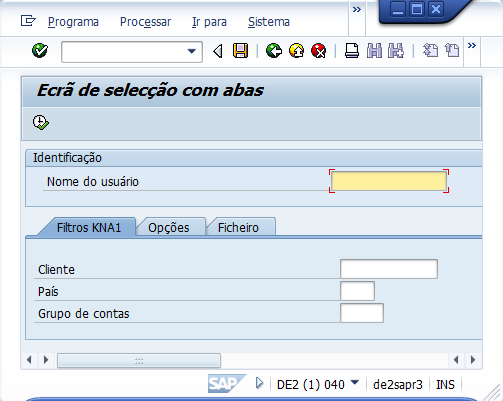 Programa Processar Ir para Sistema »
»
Ecrã de selecção com abas
Identificação
Nome do usuário
Filtros KNA1 Opções Ficheiro
Cliente
País
Grupo de contas
SAP DE2 (1) 040 de2sapr3 INS